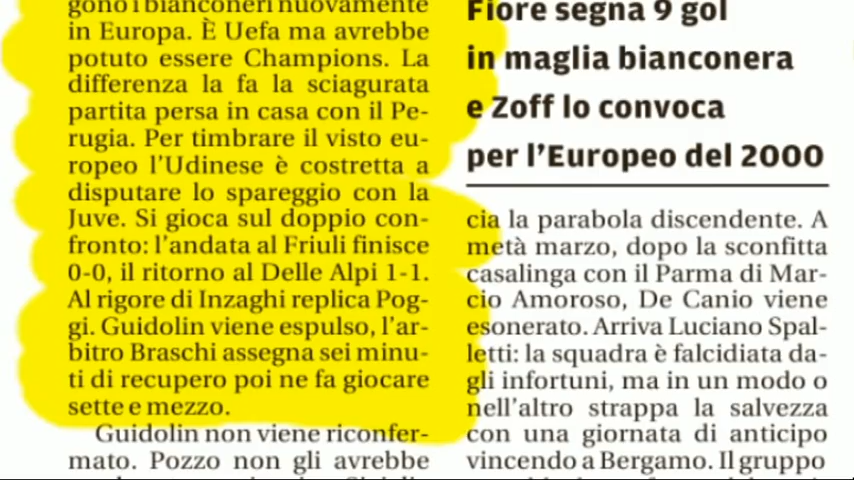 gono i bianconeri nuovamente
in Europa. È Uefa ma avrebbe
potuto essere Champions. La
differenza la fa la sciagurata
partita persa in casa con il Pe-
rugia. Per timbrare il visto eu-
ropeo l'Udinese è costretta a
disputare lo spareggio con la
Juve. Si gioca sul doppio con-
fronto: l'andata al Friuli finisce
0-0, il ritorno al Delle Alpi 1-1.
Al rigore di Inzaghi replica Pog-
gi. Guidolin viene espulso, l'ar-
bitro Braschi assegna sei minu-
ti di recupero poi ne fa giocare
sette e mezzo.
Guidolin non viene riconfer-
mato. Pozzo non gli avrebbe
Fiore segna 9 gol
in maglia bianconera
e Zoff lo convoca
per l'Europeo del 2000
cia la parabola discendente. A
metà marzo, dopo la sconfitta
casalinga con il Parma di Mar-
cio Amoroso, De Canio viene
esonerato. Arriva Luciano Spal-
letti: la squadra è falcidiata da-
gli infortuni, ma in un modo o
nell'altro strappa la salvezza
con una giornata di anticipo
vincendo a Bergamo. Il gruppo